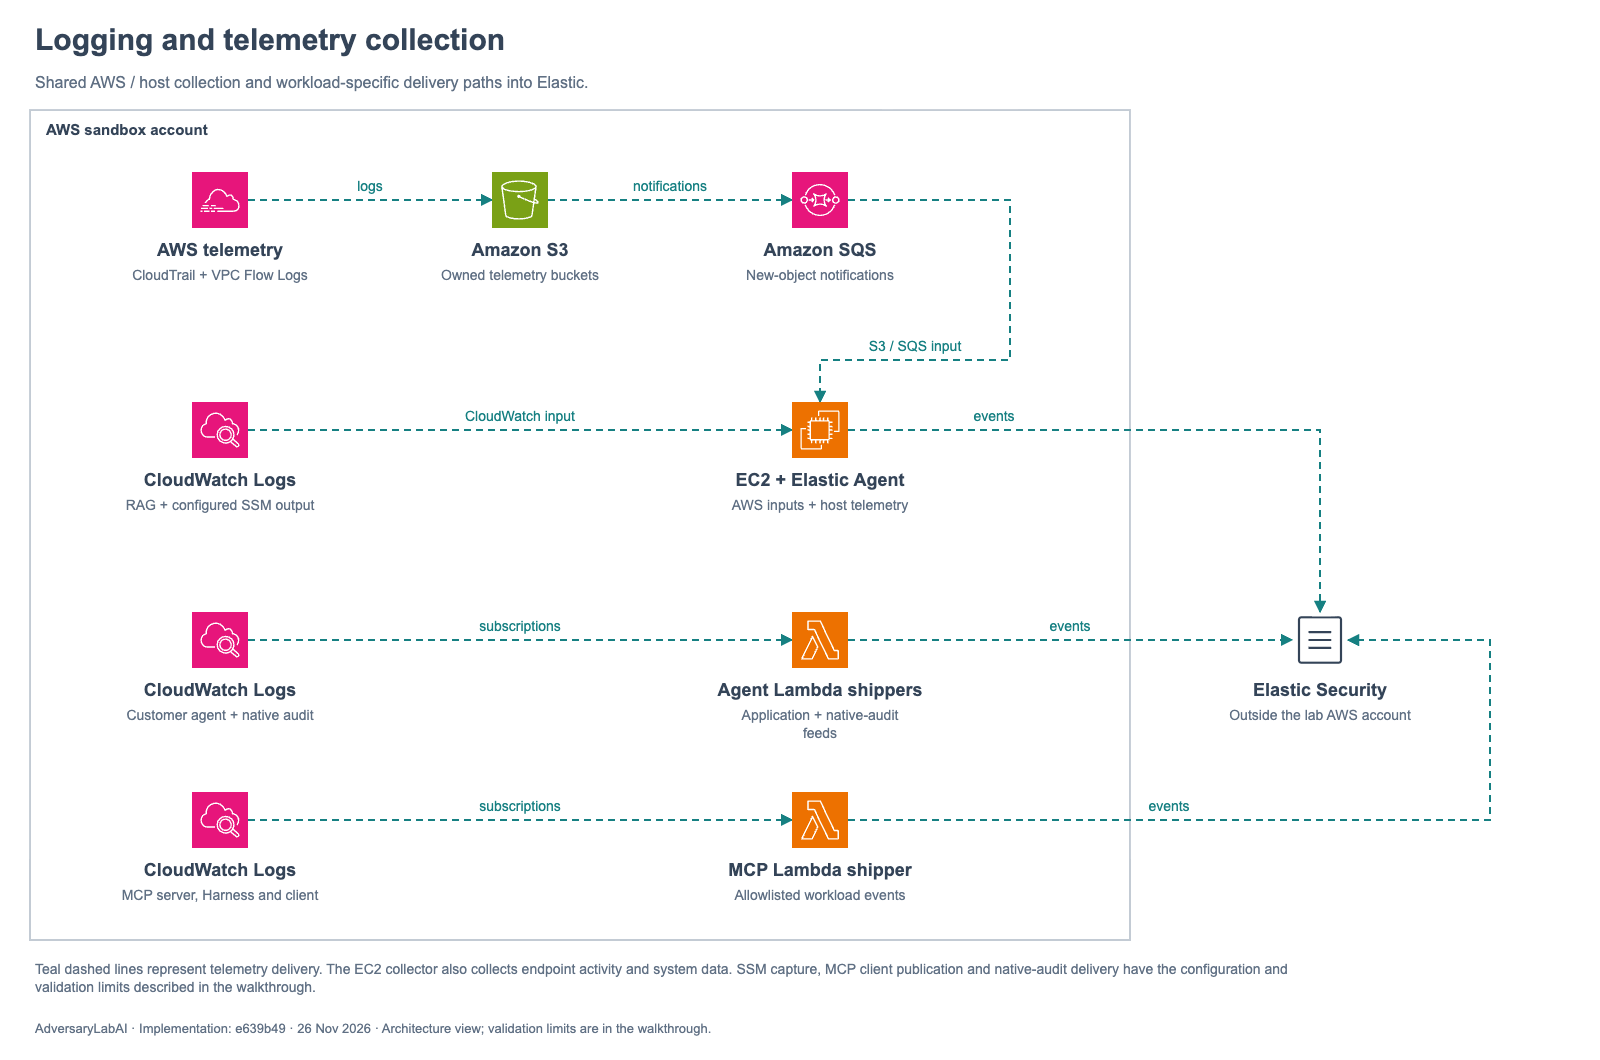 Logging and telemetry collection
Shared AWS / host collection and workload-specific delivery paths into Elastic.
AWS sandbox account
logs
notifications
AWS telemetry
CloudTrail + VPC Flow Logs
Amazon S3
Owned telemetry buckets
Amazon SQS
New-object notifications
S3 / SQS input
CloudWatch input
events
CloudWatch Logs
RAG + configured SSM output
EC2 + Elastic Agent
AWS inputs + host telemetry
subscriptions
events
CloudWatch Logs
Customer agent + native audit
Agent Lambda shippers
Application + native-audit
feeds
Elastic Security
Outside the lab AWS account
subscriptions
events
CloudWatch Logs
MCP server, Harness and client
MCP Lambda shipper
Allowlisted workload events
Teal dashed lines represent telemetry delivery. The EC2 collector also collects endpoint activity and system data. SSM capture, MCP client publication and native-audit delivery have the configuration and
validation limits described in the walkthrough.
AdversaryLabAI · Implementation: e639b49 · 26 Nov 2026 · Architecture view; validation limits are in the walkthrough.